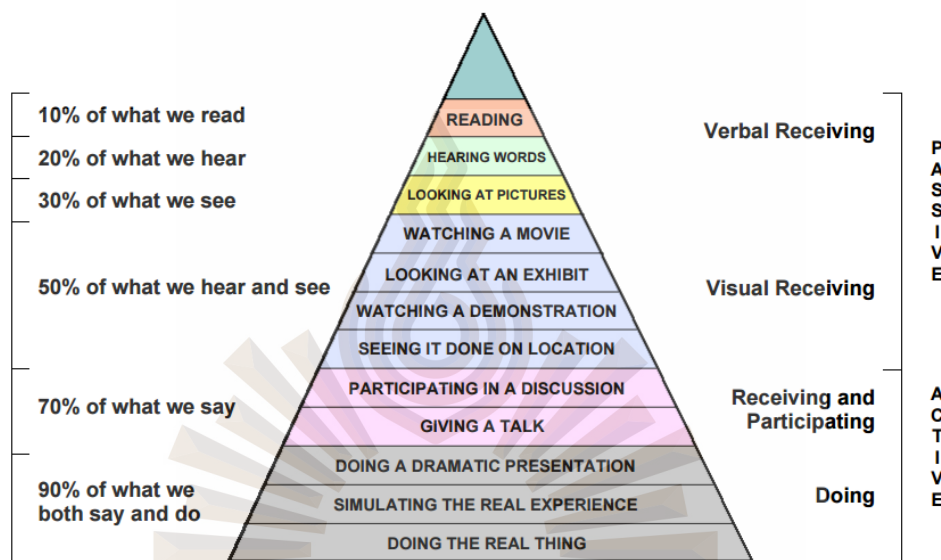 10% of what we read
20% of what we hear
30% of what we see
50% of what we hear and see
70% of what we say
90% of what we
both say and do
READING
HEARING WORDS
LOOKING AT PICTURES
WATCHING A MOVIE
LOOKING AT AN EXHIBIT
WATCHING A DEMONSTRATION
SEEING IT DONE ON LOCATION
PARTICIPATING IN A DISCUSSION
GIVING A TALK
DOING A DRAMATIC PRESENTATION
SIMULATING THE REAL EXPERIENCE
DOING THE REAL THING
Verbal Receiving
Visual Receiving
Receiving and
Participating
Doing
P
A
S
S
I
V
E
A
C
T
I
V
E